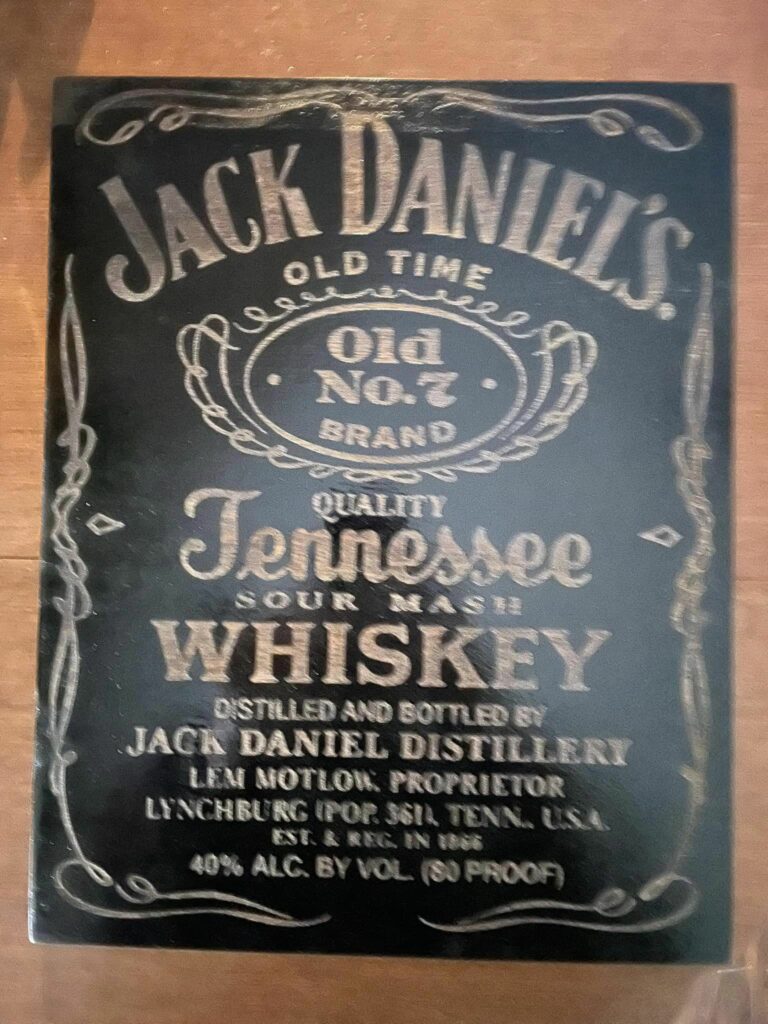 JACK DANIEL'S.
OLD TIME
Old
· No.7 ·
BRAND
QUALITY
Tennessee
SOUR MASH
WHISKEY
DISTILLED AND BOTTLED BY
JACK DANIEL DISTILLERY
LEM MOTLOW, PROPRIETOR
LYNCHBURG (POP. 361), TENN., U.S.A.
EST. & REG. IN 1866
40% ALC. BY VOL. (80 PROOF)